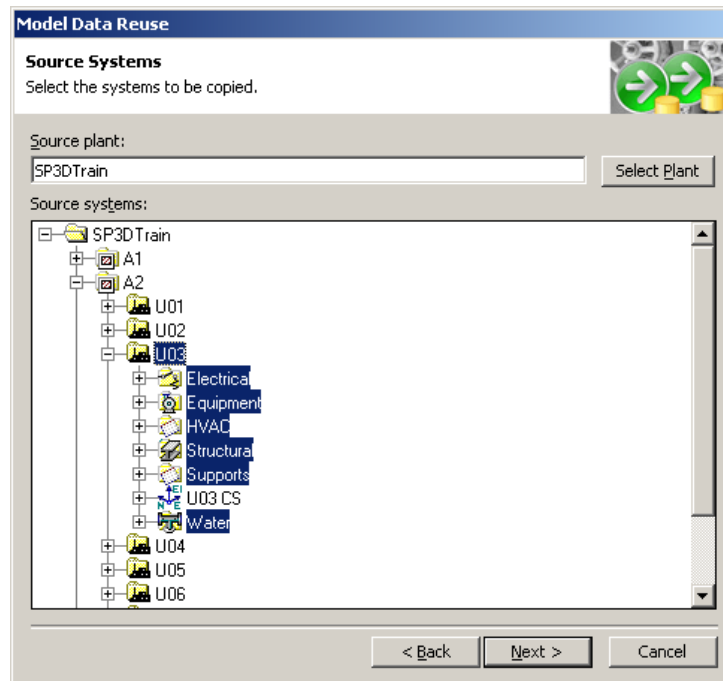 Model Data Reuse
Source Systems
Select the systems to be copied.
Source plant:
SP3DTrain
Select Plant
Source systems:
SP3DTrain
A1
A2
U01
U02
U03
Electrical
Equipment
HVAC
Structural
Supports
U03 CS
Water
U04
U05
U06
< Back
Next >
Cancel